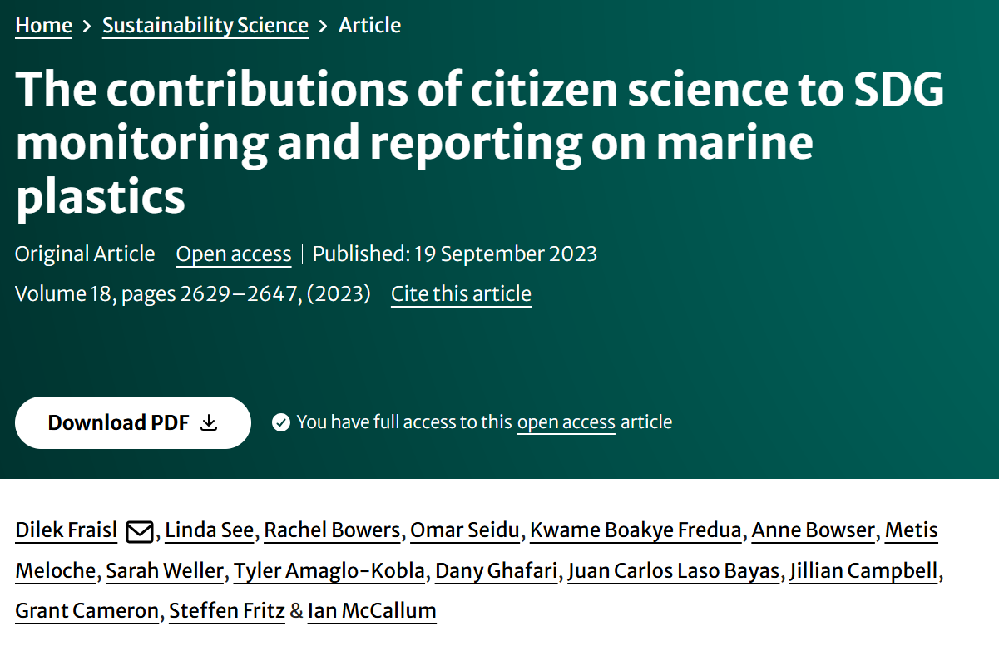 Home > Sustainability Science > Article
The contributions of citizen science to SDG
monitoring and reporting on marine
plastics
Original Article | Open access | Published: 19 September 2023
Volume 18, pages 2629–2647, (2023) Cite this article
Download PDF
You have full access to this open access article
Dilek Fraisl, Linda See, Rachel Bowers, Omar Seidu, Kwame Boakye Fredua, Anne Bowser, Metis
Meloche, Sarah Weller, Tyler Amaglo-Kobla, Dany Ghafari, Juan Carlos Laso Bayas, Jillian Campbell,
Grant Cameron, Steffen Fritz & Ian McCallum